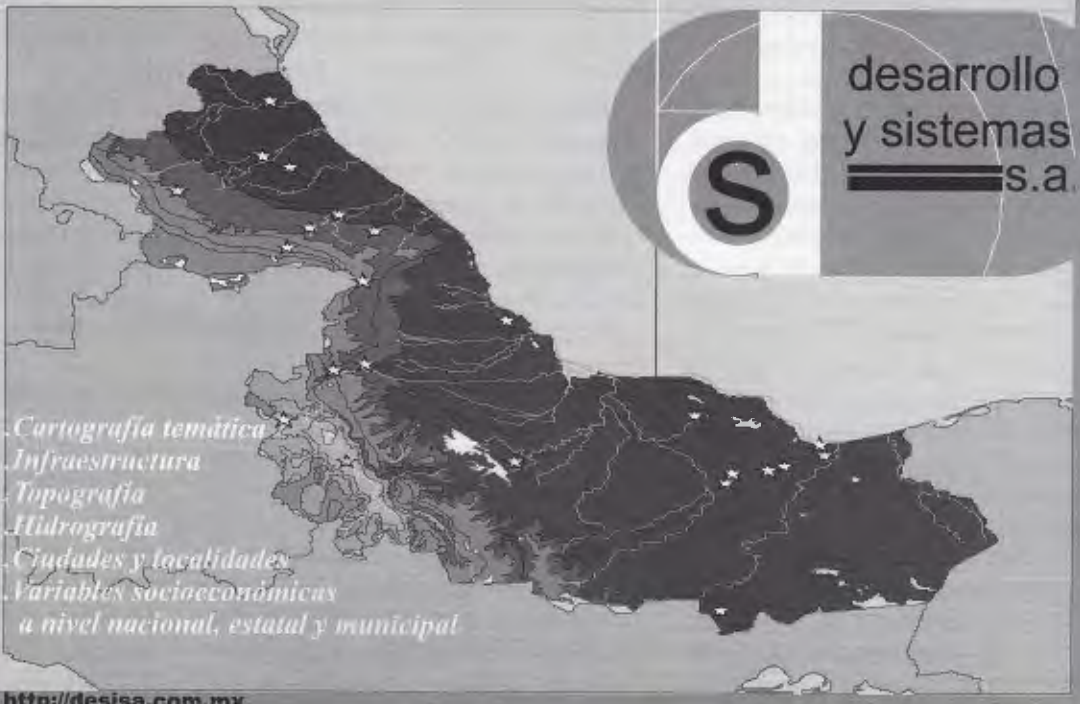 desarrollo
y sistemas
s.a.
s
.Cartografía temática
.Infraestructura
.Topografía
.Hidrografía
.Ciudades y localidades
.Variables socioeconómicas
a nivel nacional, estatal y municipal
http://desisa.com.mx